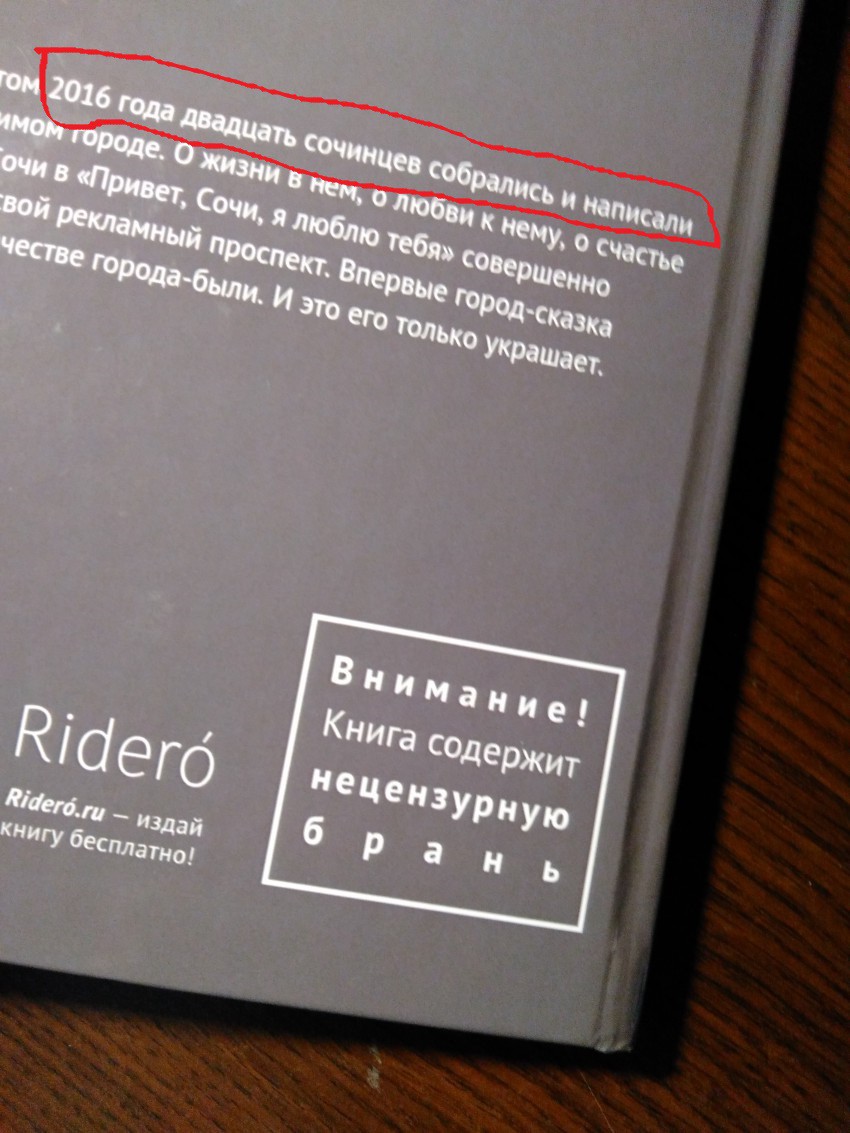 том 2016 года двадцать сочинцев собрались и написали
имом городе. О жизни в нем, о любви к нему, о счастье
Сочи в «Привет, Сочи, я люблю тебя» совершенно
свой рекламный проспект. Впервые город-сказка
честве города-были. И это его только украшает.
Rideró
Rideró.ru — издай
книгу бесплатно!
Внимание!
Книга содержит
нецензурную
брань